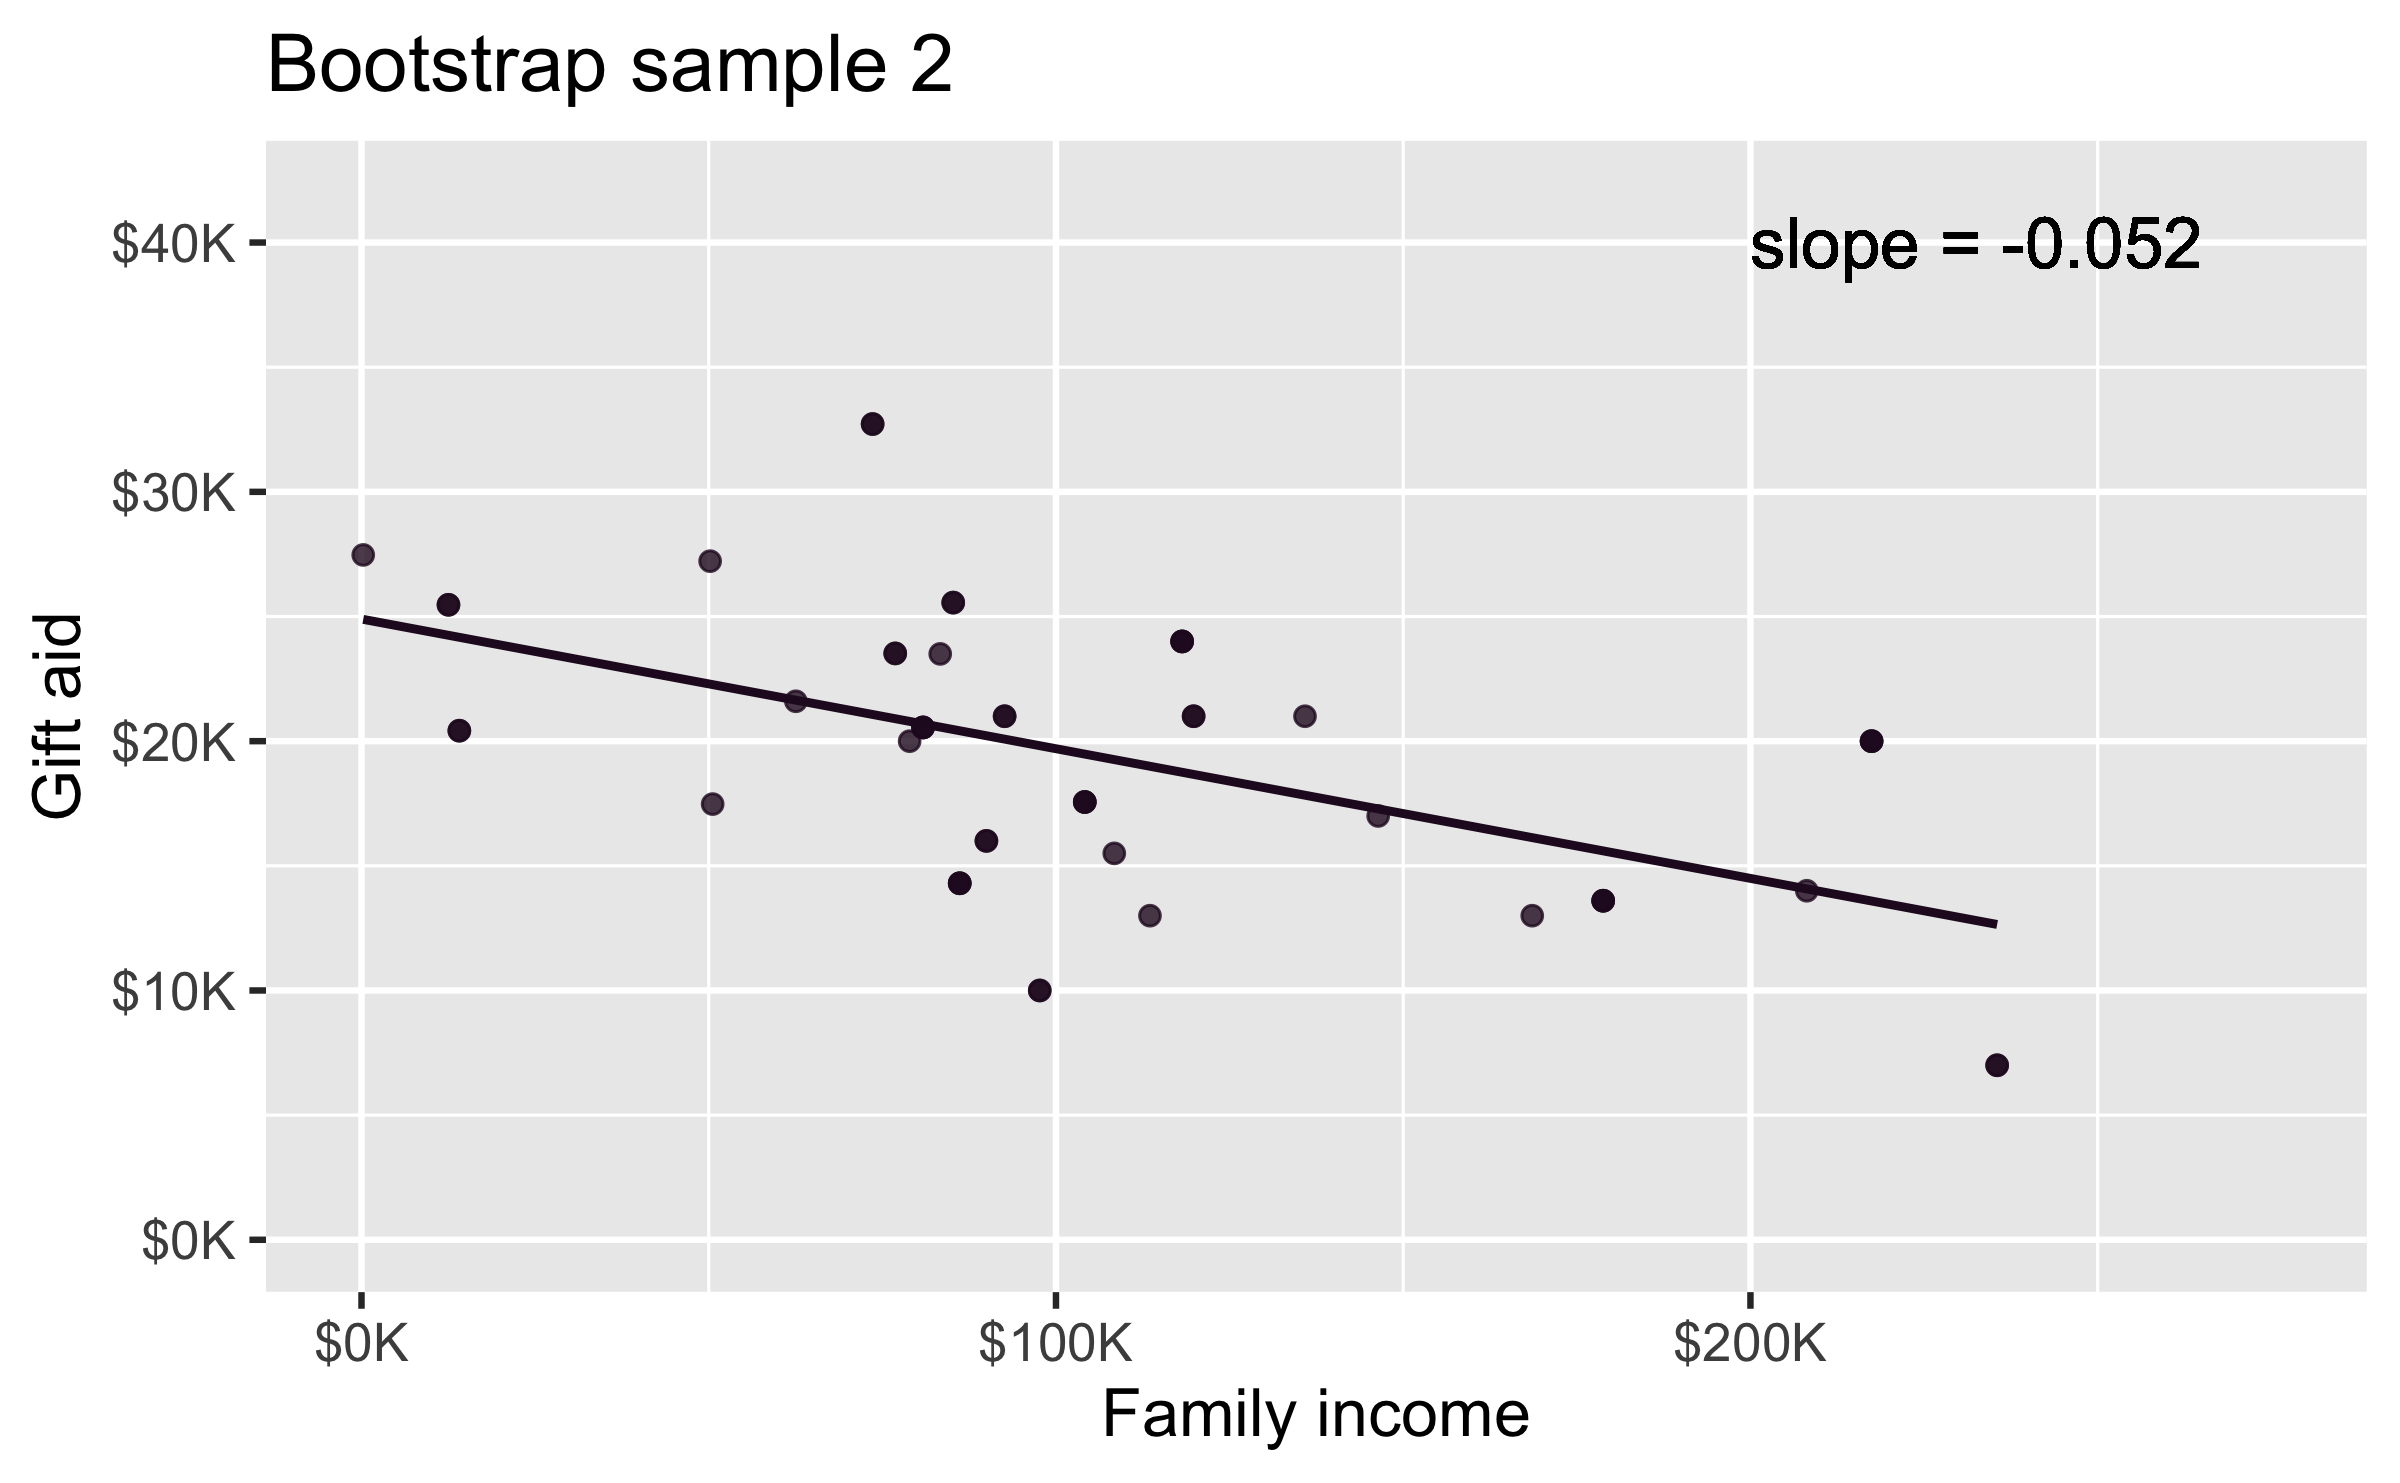 Bootstrap sample 2
slope = -0.052
Gift aid
$40K
$30K
$20K
$10K
$0K
$0K $100K $200K
Family income